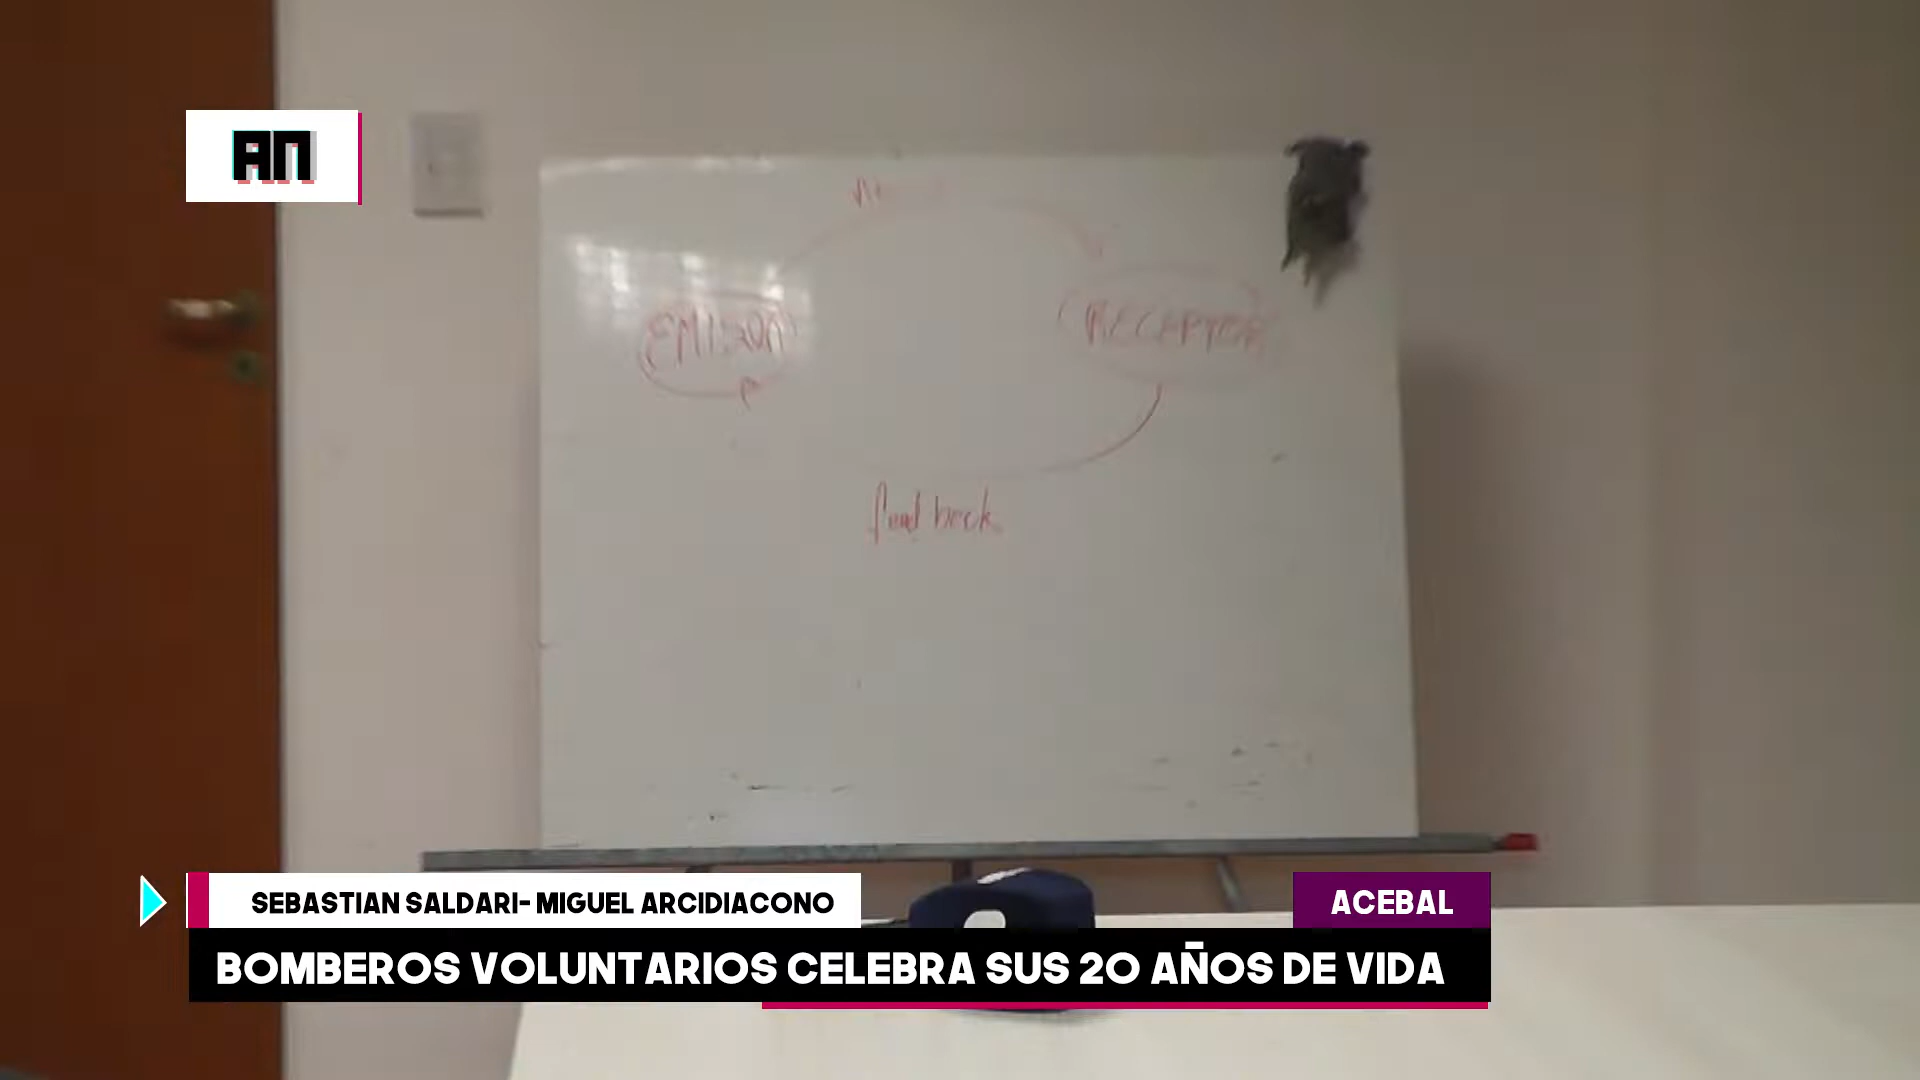 AN
EMISOR
RECEPTOR
feed beck
SEBASTIAN SALDARI- MIGUEL ARCIDIACONO
ACEBAL
BOMBEROS VOLUNTARIOS CELEBRA SUS 20 AÑOS DE VIDA